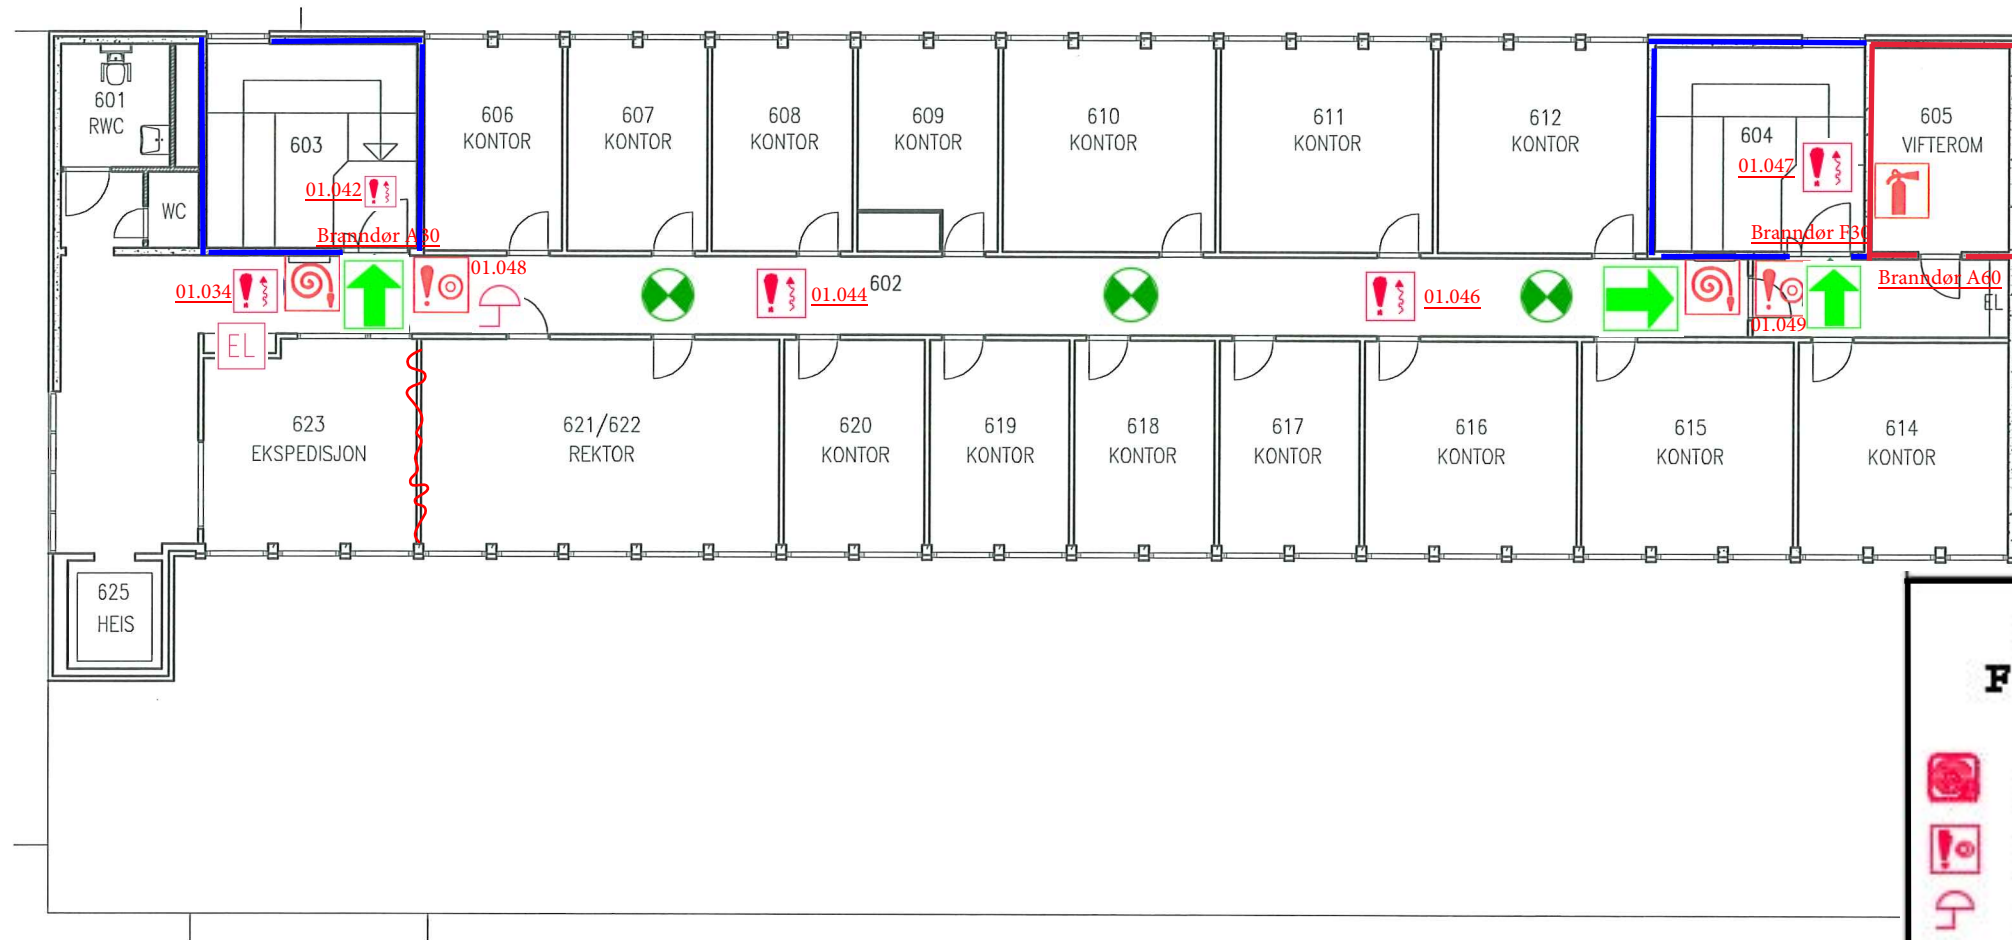 601
RWC
WC
603
01.042
Branndør A30
606
KONTOR
607
KONTOR
608
KONTOR
609
KONTOR
610
KONTOR
611
KONTOR
612
KONTOR
604
01.047
Branndør F30
605
VIFTEROM
Branndør A60
EL
01.034
EL
01.048
01.044
602
01.046
01.049
623
EKSPEDISJON
621/622
REKTOR
620
KONTOR
619
KONTOR
618
KONTOR
617
KONTOR
616
KONTOR
615
KONTOR
614
KONTOR
625
HEIS
F